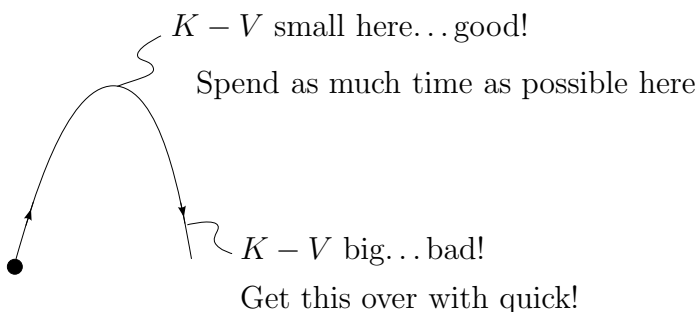 K − V small here…good!
Spend as much time as possible here
K − V big…bad!
Get this over with quick!